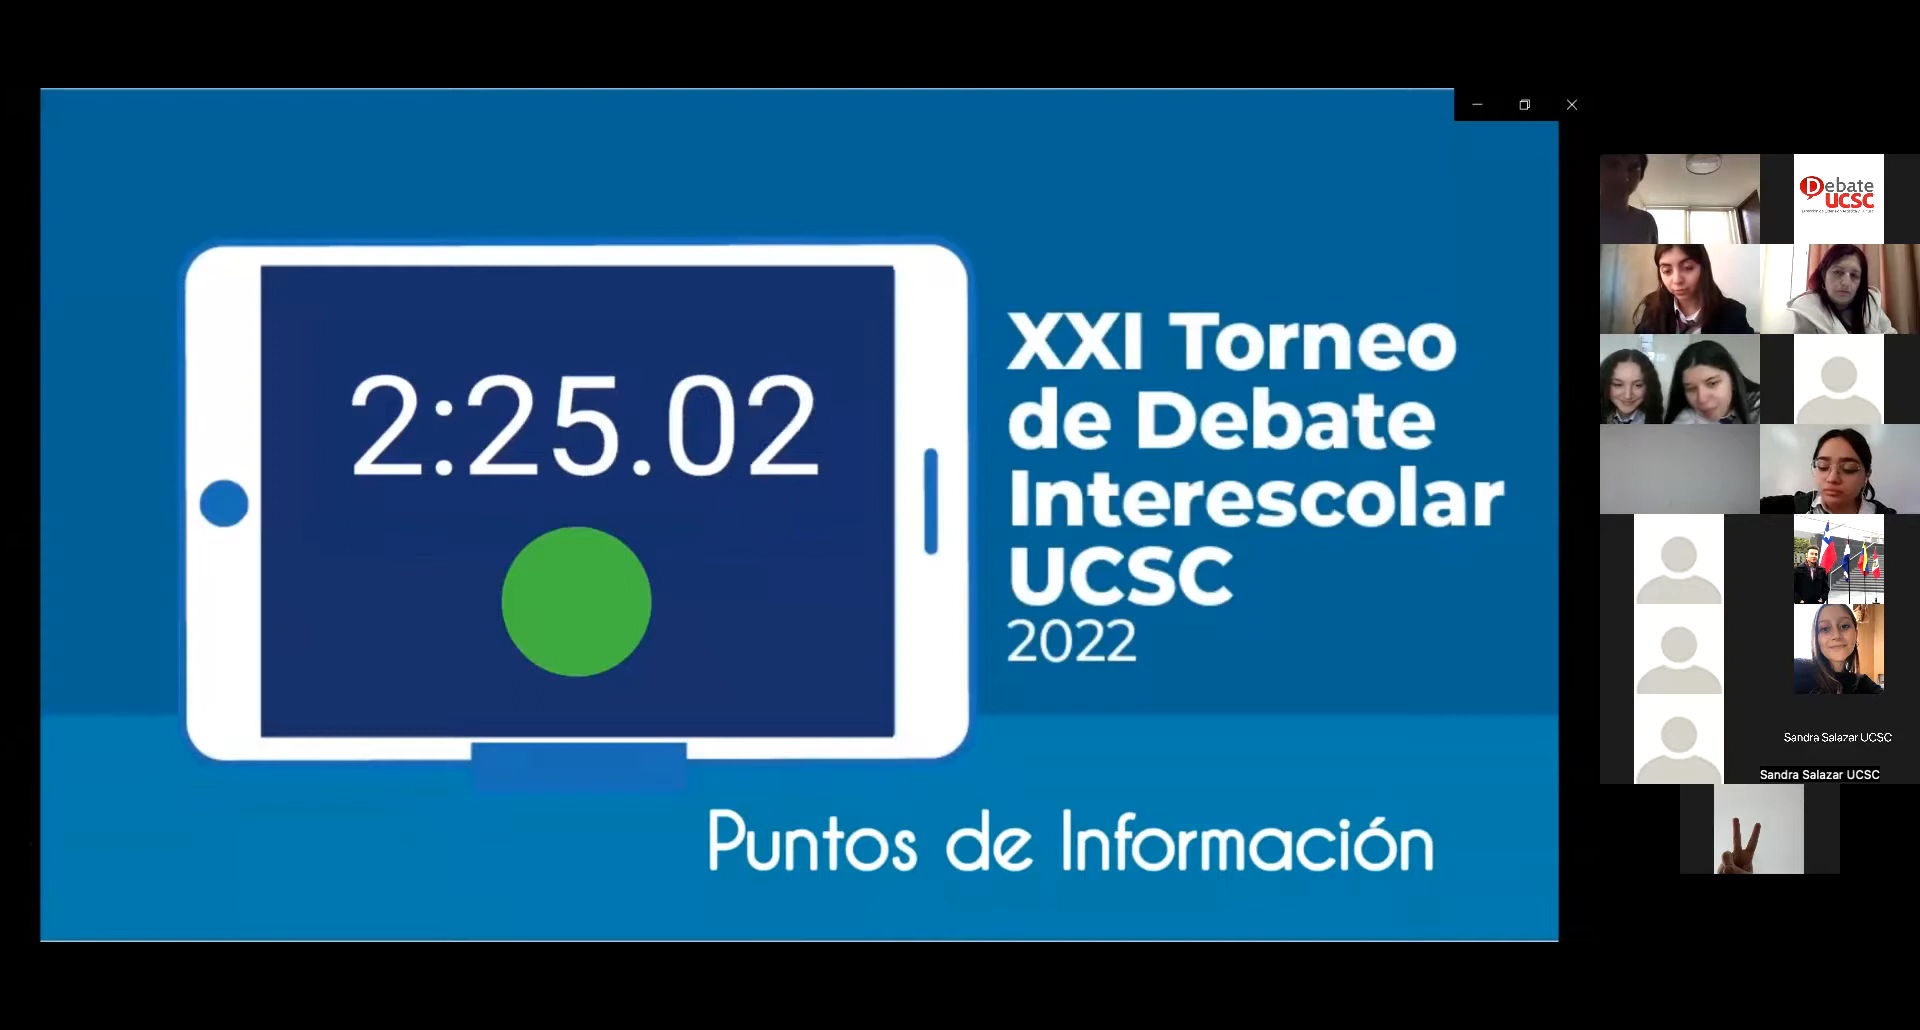 2:25.02
XXI Torneo
de Debate
Interescolar
UCSC
2022
Puntos de Información
Debate
UCSC
Sandra Salazar UCSC
Sandra Salazar UCSC